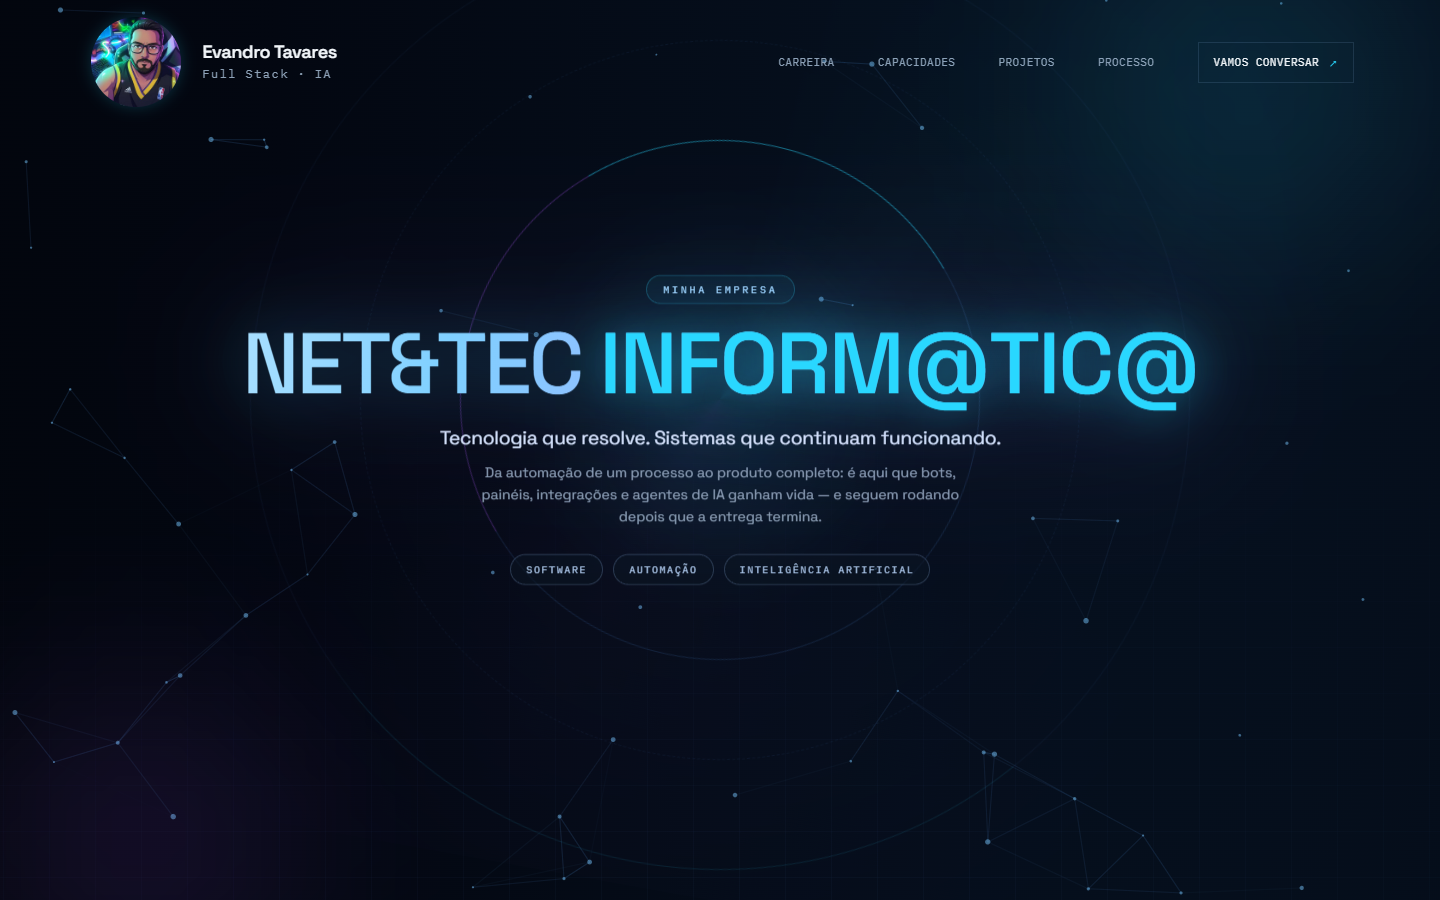 Evandro Tavares
Full Stack · IA
CARREIRA
CAPACIDADES
PROJETOS
PROCESSO
VAMOS CONVERSAR ↗
MINHA EMPRESA
NET&TEC INFORM@TIC@
Tecnologia que resolve. Sistemas que continuam funcionando.
Da automação de um processo ao produto completo: é aqui que bots,
painéis, integrações e agentes de IA ganham vida — e seguem rodando
depois que a entrega termina.
SOFTWARE
AUTOMAÇÃO
INTELIGÊNCIA ARTIFICIAL